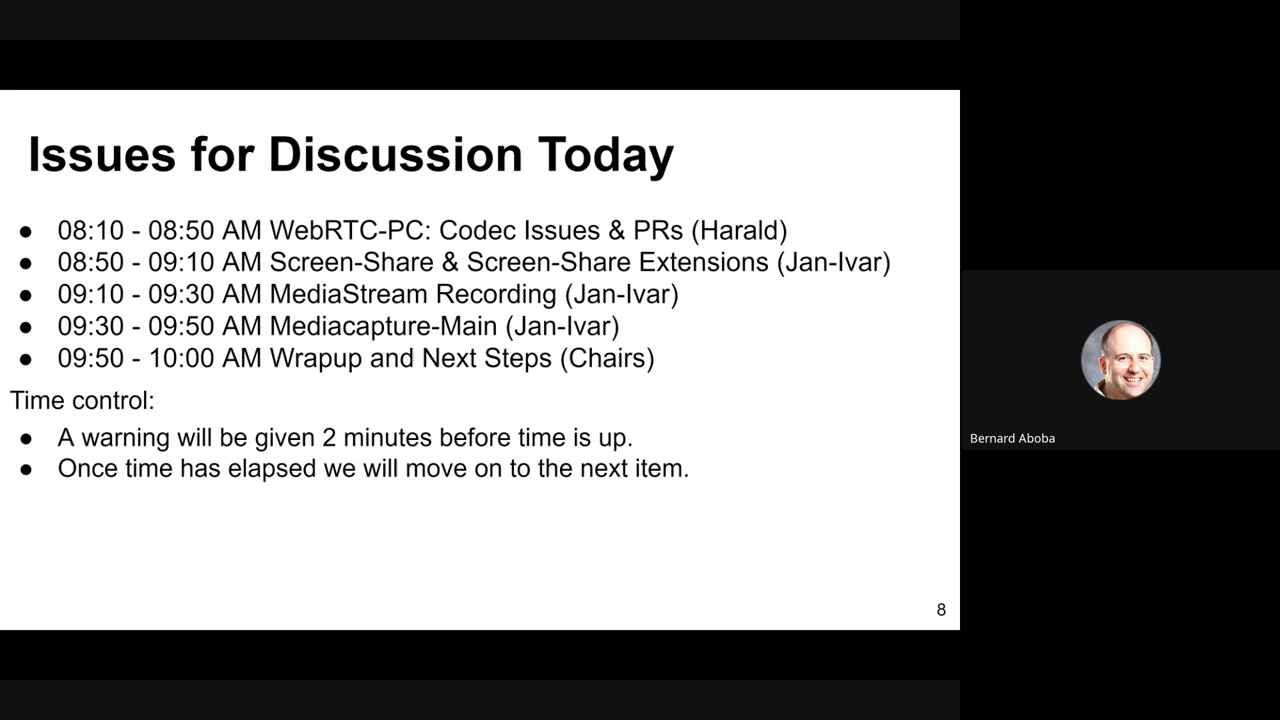 Issues for Discussion Today
● 08:10 - 08:50 AM WebRTC-PC: Codec Issues & PRs (Harald)
● 08:50 - 09:10 AM Screen-Share & Screen-Share Extensions (Jan-Ivar)
● 09:10 - 09:30 AM MediaStream Recording (Jan-Ivar)
● 09:30 - 09:50 AM Mediacapture-Main (Jan-Ivar)
● 09:50 - 10:00 AM Wrapup and Next Steps (Chairs)
Time control:
● A warning will be given 2 minutes before time is up.
● Once time has elapsed we will move on to the next item.
8
Bernard Aboba